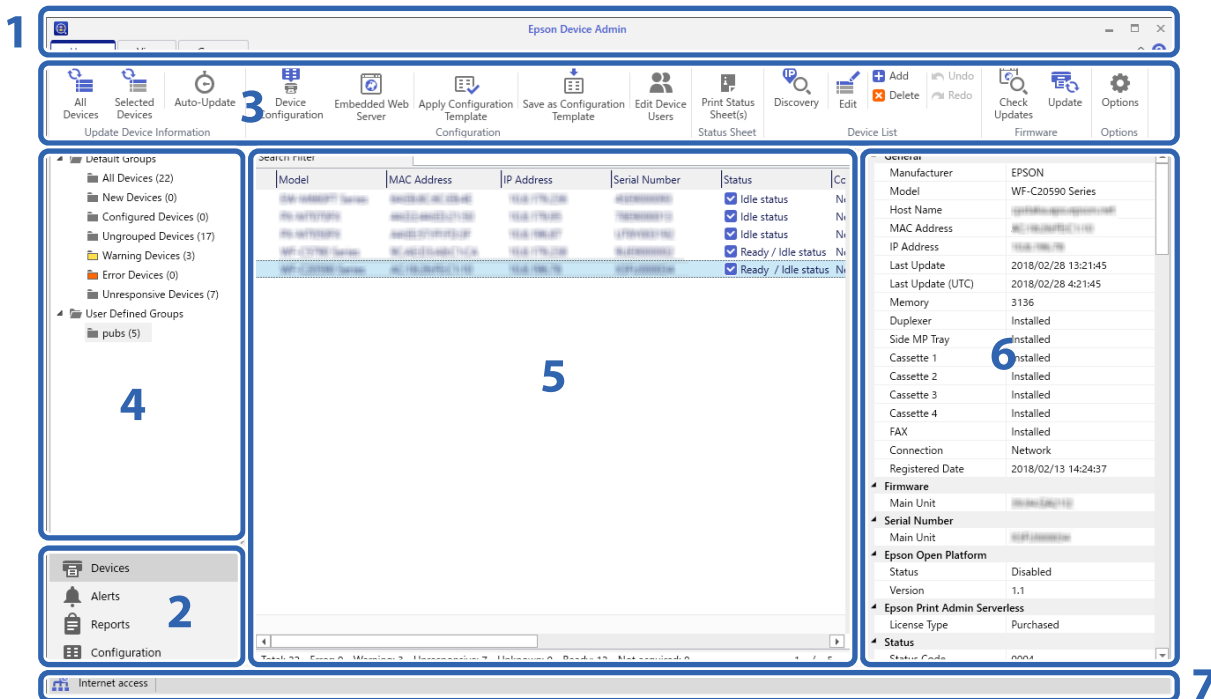 1
Epson Device Admin
3
All Devices
Selected Devices
Auto-Update
Update Device Information
Device Configuration
Embedded Web Server
Apply Configuration Template
Save as Configuration Template
Edit Device Users
Configuration
Print Status Sheet(s)
Status Sheet
Discovery
Edit
Add
Delete
Undo
Redo
Device List
Check Updates
Update
Firmware
Options
Options
4
Default Groups
All Devices (22)
New Devices (0)
Configured Devices (0)
Ungrouped Devices (17)
Warning Devices (3)
Error Devices (0)
Unresponsive Devices (7)
User Defined Groups
pubs (5)
2
Devices
Alerts
Reports
Configuration
5
Search Filter
Model MAC Address IP Address Serial Number Status
Idle status
Idle status
Idle status
Ready / Idle status
Ready / Idle status
6
General
Manufacturer EPSON
Model WF-C20590 Series
Host Name
MAC Address
IP Address
Last Update 2018/02/28 13:21:45
Last Update (UTC) 2018/02/28 4:21:45
Memory 3136
Duplexer Installed
Side MP Tray Installed
Cassette 1 Installed
Cassette 2 Installed
Cassette 3 Installed
Cassette 4 Installed
FAX Installed
Connection Network
Registered Date 2018/02/13 14:24:37
Firmware
Main Unit
Serial Number
Main Unit
Epson Open Platform
Status Disabled
Version 1.1
Epson Print Admin Serverless
License Type Purchased
Status
Status Code 0004
7
Internet access